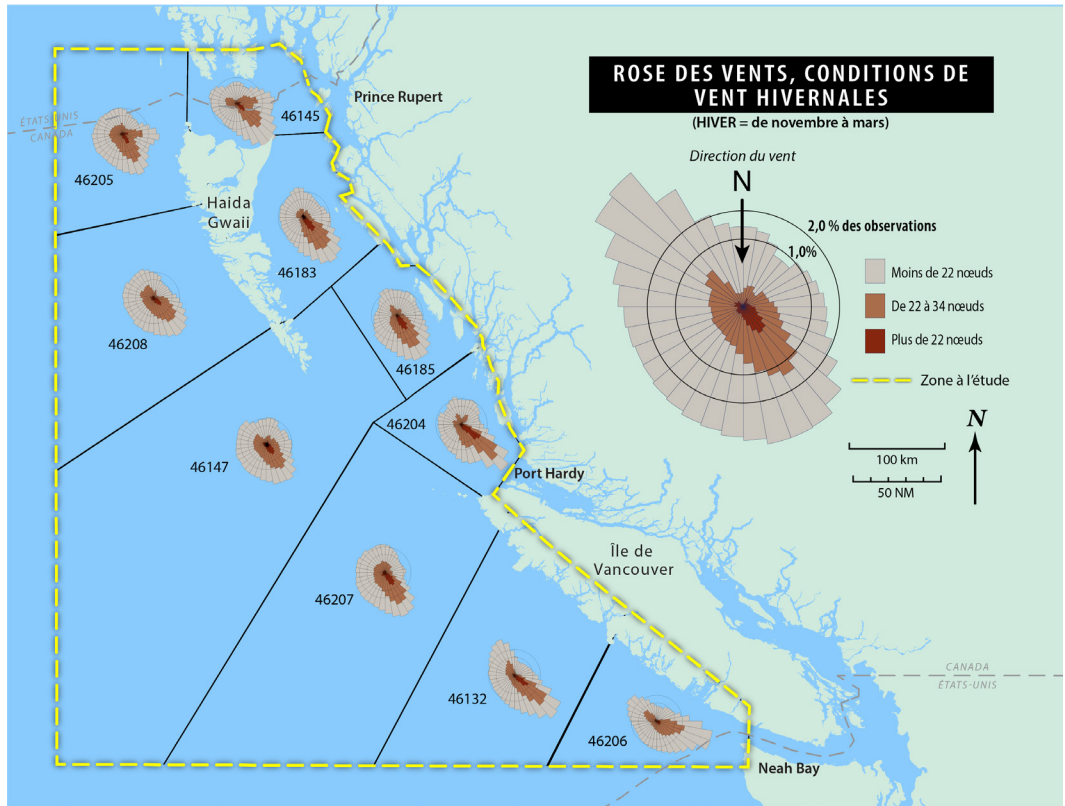 ROSE DES VENTS, CONDITIONS DE
VENT HIVERNALES
(HIVER = de novembre à mars)
Direction du vent
N
2,0 % des observations
1,0%
Moins de 22 nœuds
De 22 à 34 nœuds
Plus de 22 nœuds
Zone à l'étude
N
100 km
50 NM
Prince Rupert
46145
ÉTATS-UNIS
CANADA
46205
Haida
Gwaii
46183
46208
46185
46204
46147
Port Hardy
Île de
Vancouver
46207
46132
46206
CANADA
ÉTATS-UNIS
Neah Bay